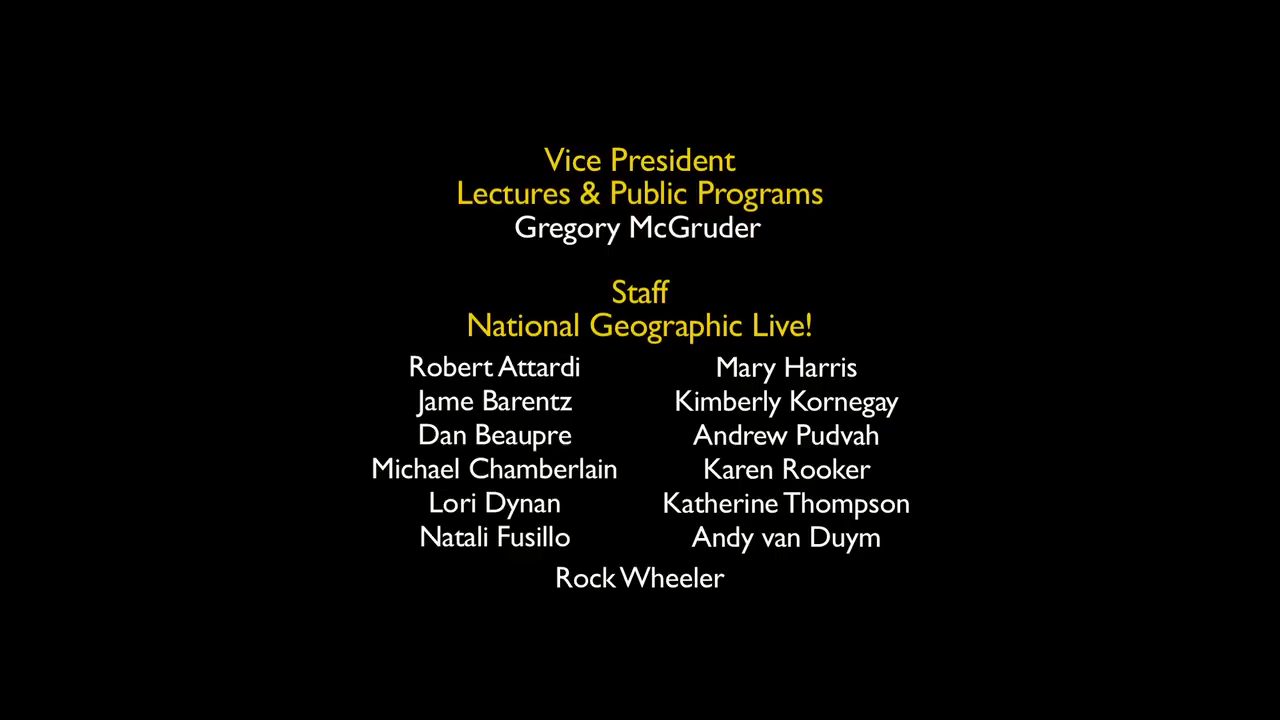 Vice President
Lectures & Public Programs
Gregory McGruder
Staff
National Geographic Live!
Robert Attardi
Jame Barentz
Dan Beaupre
Michael Chamberlain
Lori Dynan
Natali Fusillo
Mary Harris
Kimberly Kornegay
Andrew Pudvah
Karen Rooker
Katherine Thompson
Andy van Duym
Rock Wheeler